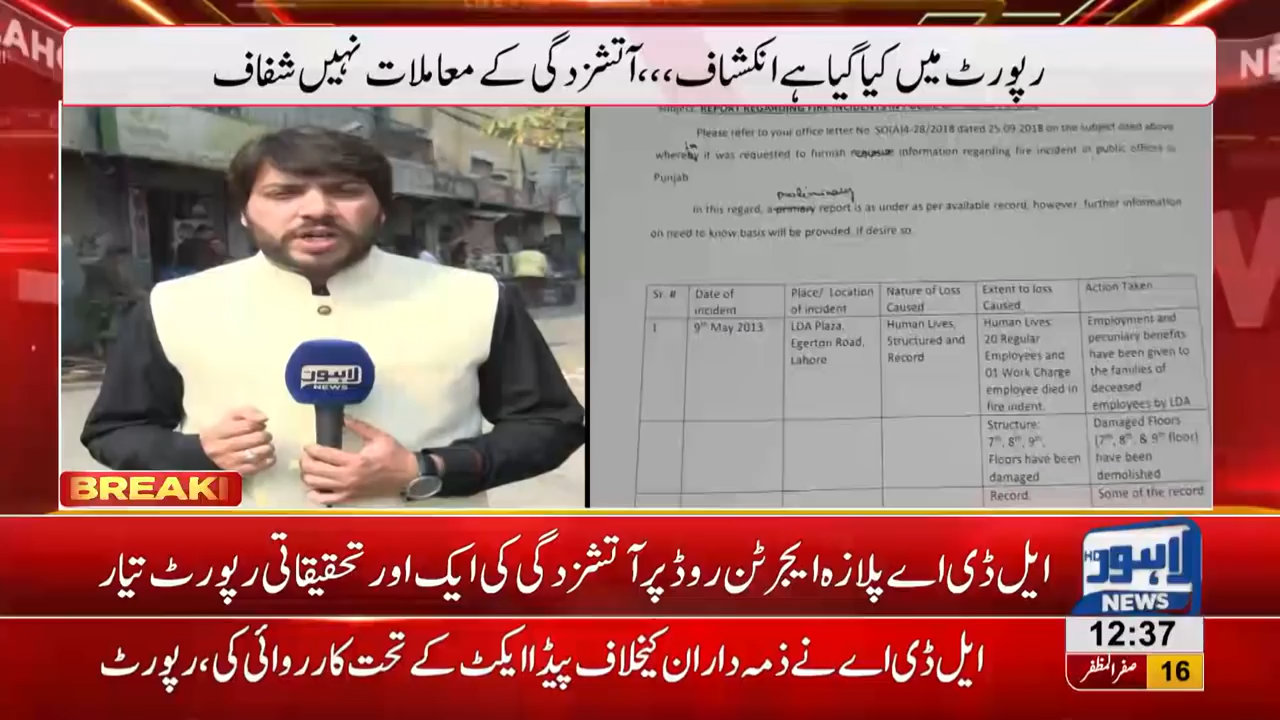 رپورٹ میں کیا گیا ہے انکشاف،،، آتشزدگی کے معاملات نہیں شفاف
Subject: REPORT REGARDING FIRE INCIDENTS IN
Please refer to your office letter No. SO(A)4-28/2018 dated 25.09.2018 on the subject cited above
it was requested to furnish information regarding fire incident in public offices in
Punjab
preliminary
In this regard, a primary report is as under as per available record, however, further information
on need to know basis will be provided, if desire so.
Sr. # Date of incident Place/ Location of incident Nature of Loss Caused Extent to loss Caused Action Taken
1 9th May 2013 LDA Plaza, Egerton Road, Lahore Human Lives, Structured and Record Human Lives: 20 Regular Employees and 01 Work Charge employee died in fire indent. Employment and pecuniary benefits have been given to the families of deceased employees by LDA
Structure: 7th, 8th, 9th, Floors have been damaged Damaged Floors (7th, 8th, & 9th floor) have been demolished
Record. Some of the record
لاہور
NEWS
BREAKI
ایل ڈی اے پلازہ ایجرٹن روڈ پر آتشزدگی کی ایک اور تحقیقاتی رپورٹ تیار
ایل ڈی اے نے ذمہ داران کیخلاف پیڈا ایکٹ کے تحت کارروائی کی، رپورٹ
HD
لاہور
NEWS
12:37
16 صفر المظفر